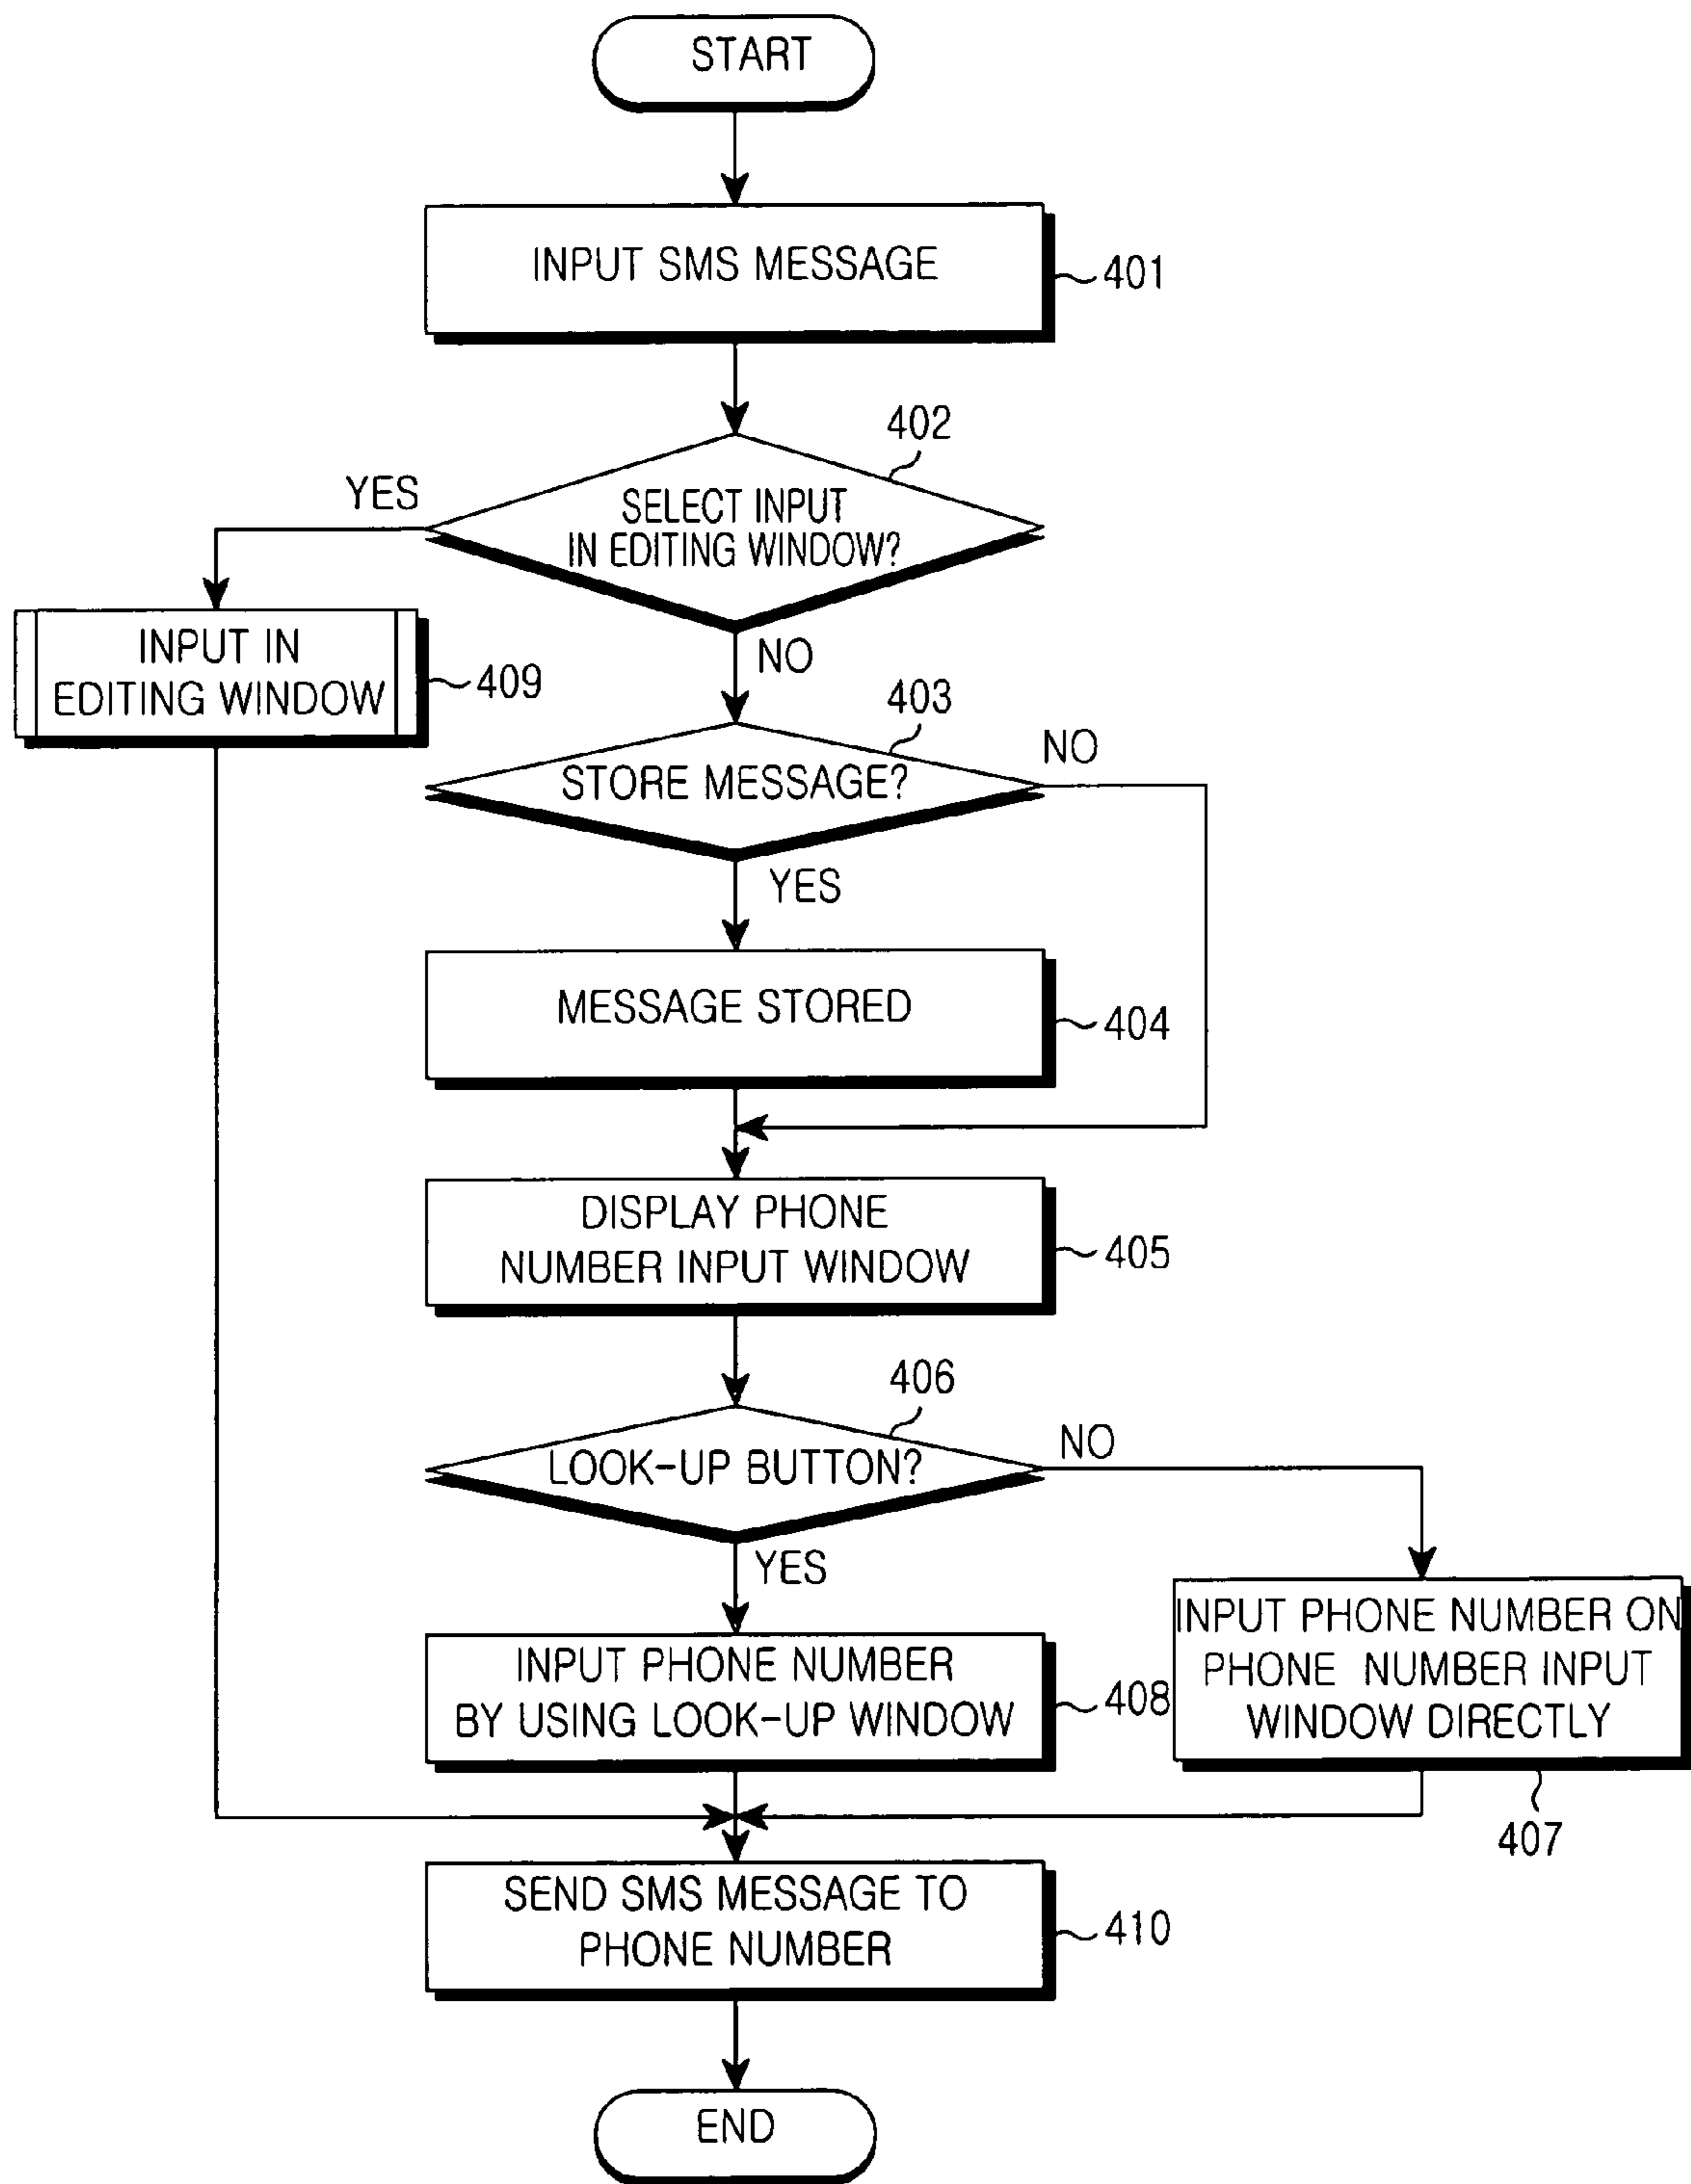 START
INPUT SMS MESSAGE
401
402
YES
SELECT INPUT
IN EDITING WINDOW?
INPUT IN
EDITING WINDOW
409
NO
403
NO
STORE MESSAGE?
YES
MESSAGE STORED
404
DISPLAY PHONE
NUMBER INPUT WINDOW
405
406
NO
LOOK-UP BUTTON?
YES
INPUT PHONE NUMBER
BY USING LOOK-UP WINDOW
408
INPUT PHONE NUMBER ON
PHONE NUMBER INPUT
WINDOW DIRECTLY
407
SEND SMS MESSAGE TO
PHONE NUMBER
410
END